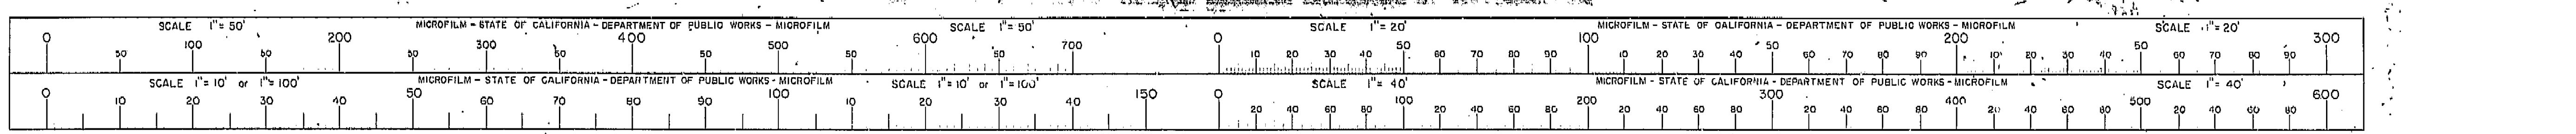 SCALE 1"= 50' MICROFILM - STATE OF CALIFORNIA - DEPARTMENT OF PUBLIC WORKS - MICROFILM SCALE 1"= 50' SCALE 1"= 20' MICROFILM - STATE OF CALIFORNIA - DEPARTMENT OF PUBLIC WORKS - MICROFILM SCALE 1"= 20'
0 100 200 300 400 500 600 700 0 50 100 50 200 50 300
50 50 50 50 50 50 50 10 20 30 40 60 70 80 90 10 20 30 40 60 70 80 90 10 20 30 40 60 70 80 90
SCALE 1"= 10' or 1"= 100' MICROFILM - STATE OF CALIFORNIA - DEPARTMENT OF PUBLIC WORKS - MICROFILM SCALE 1"= 10' or 1"= 100' SCALE 1"= 40' MICROFILM - STATE OF CALIFORNIA - DEPARTMENT OF PUBLIC WORKS - MICROFILM SCALE 1"= 40'
0 50 100 150 0 100 200 300 400 500 600
10 20 30 40 60 70 80 90 10 20 30 40 20 40 60 80 20 40 60 80 20 40 60 80 20 40 60 80 20 40 60 80 20 40 60 80